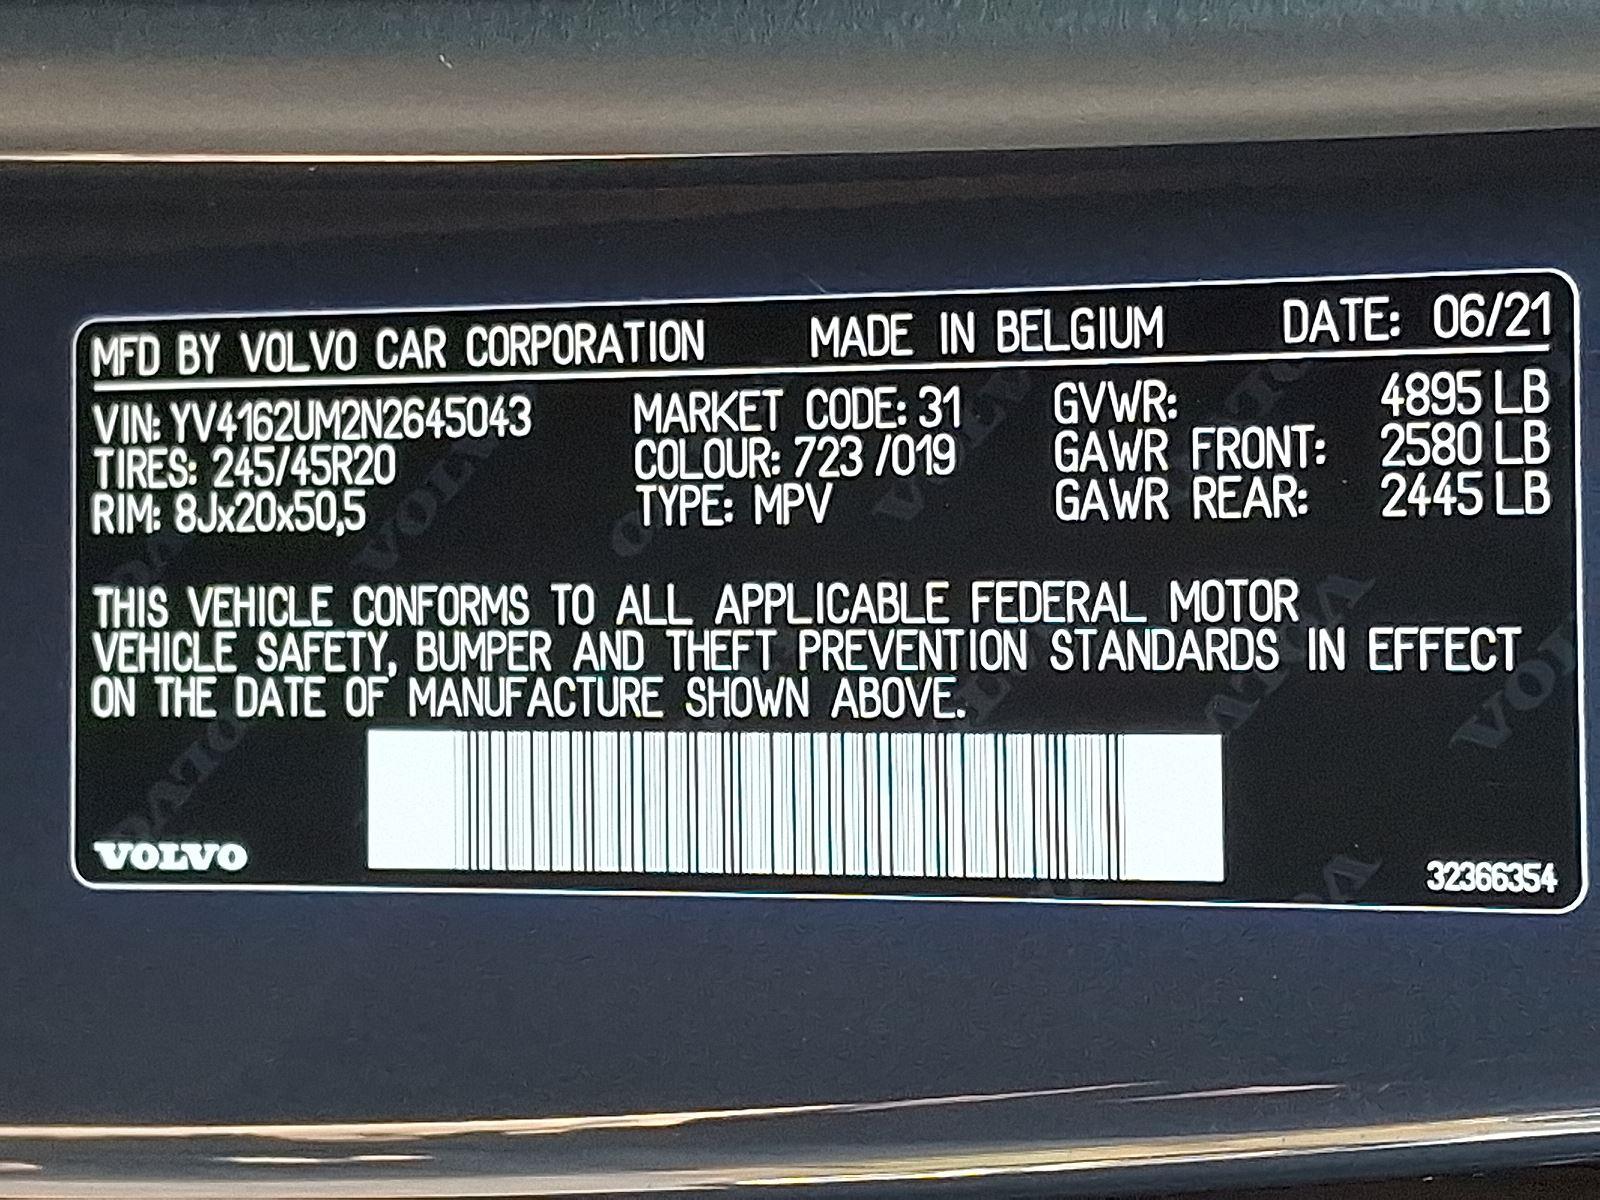 MFD BY VOLVO CAR CORPORATION MADE IN BELGIUM DATE: 06/21
VIN: YV4162UM2N2645043 MARKET CODE: 31 GVWR: 4895 LB
TIRES: 245/45R20 COLOUR: 723 /019 GAWR FRONT: 2580 LB
RIM: 8Jx20x50,5 TYPE: MPV GAWR REAR: 2445 LB
THIS VEHICLE CONFORMS TO ALL APPLICABLE FEDERAL MOTOR
VEHICLE SAFETY, BUMPER AND THEFT PREVENTION STANDARDS IN EFFECT
ON THE DATE OF MANUFACTURE SHOWN ABOVE.
VOLVO 32366354